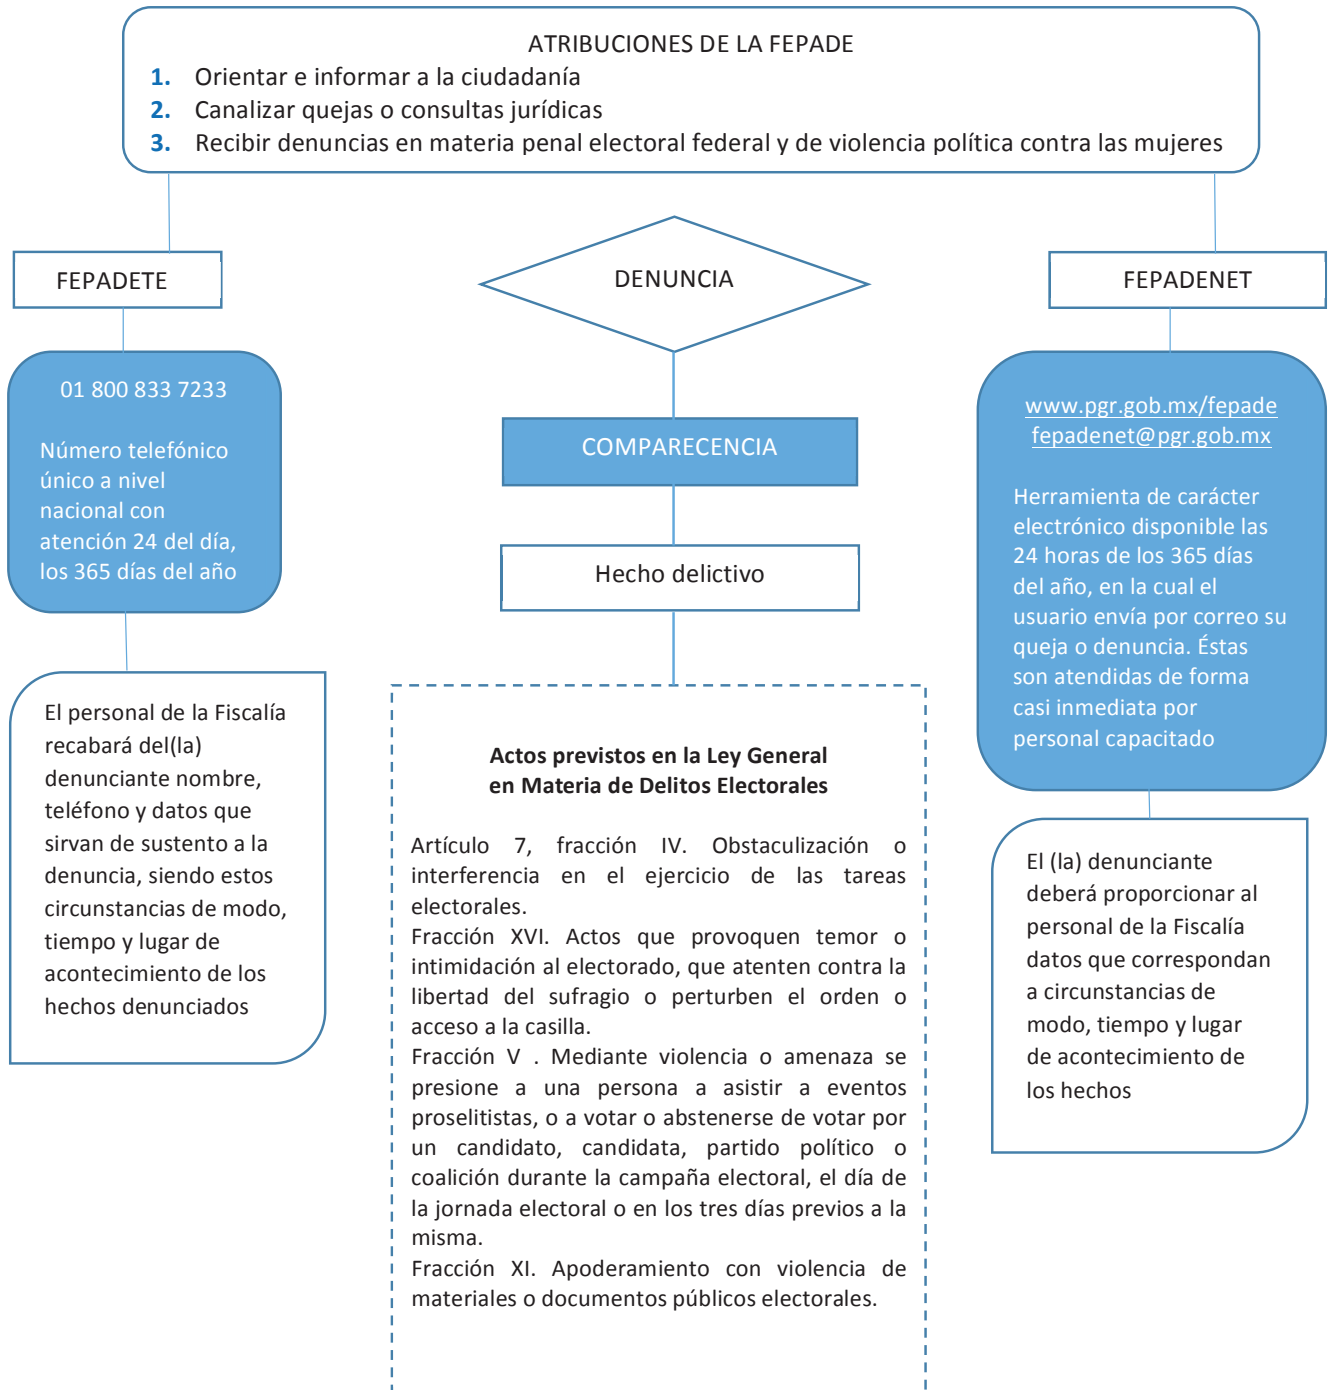 ATRIBUCIONES DE LA FEPADE
1. Orientar e informar a la ciudadanía
2. Canalizar quejas o consultas jurídicas
3. Recibir denuncias en materia penal electoral federal y de violencia política contra las mujeres
FEPADETE
01 800 833 7233
Número telefónico
único a nivel
nacional con
atención 24 del día,
los 365 días del año
El personal de la Fiscalía
recabará del(la)
denunciante nombre,
teléfono y datos que
sirvan de sustento a la
denuncia, siendo estos
circunstancias de modo,
tiempo y lugar de
acontecimiento de los
hechos denunciados
DENUNCIA
COMPARECENCIA
Hecho delictivo
Actos previstos en la Ley General
en Materia de Delitos Electorales
Artículo 7, fracción IV. Obstaculización o
interferencia en el ejercicio de las tareas
electorales.
Fracción XVI. Actos que provoquen temor o
intimidación al electorado, que atenten contra la
libertad del sufragio o perturben el orden o
acceso a la casilla.
Fracción V . Mediante violencia o amenaza se
presione a una persona a asistir a eventos
proselitistas, o a votar o abstenerse de votar por
un candidato, candidata, partido político o
coalición durante la campaña electoral, el día de
la jornada electoral o en los tres días previos a la
misma.
Fracción XI. Apoderamiento con violencia de
materiales o documentos públicos electorales.
FEPADENET
www.pgr.gob.mx/fepade
fepadenet@pgr.gob.mx
Herramienta de carácter
electrónico disponible las
24 horas de los 365 días
del año, en la cual el
usuario envía por correo su
queja o denuncia. Éstas
son atendidas de forma
casi inmediata por
personal capacitado
El (la) denunciante
deberá proporcionar al
personal de la Fiscalía
datos que correspondan
a circunstancias de
modo, tiempo y lugar
de acontecimiento de
los hechos